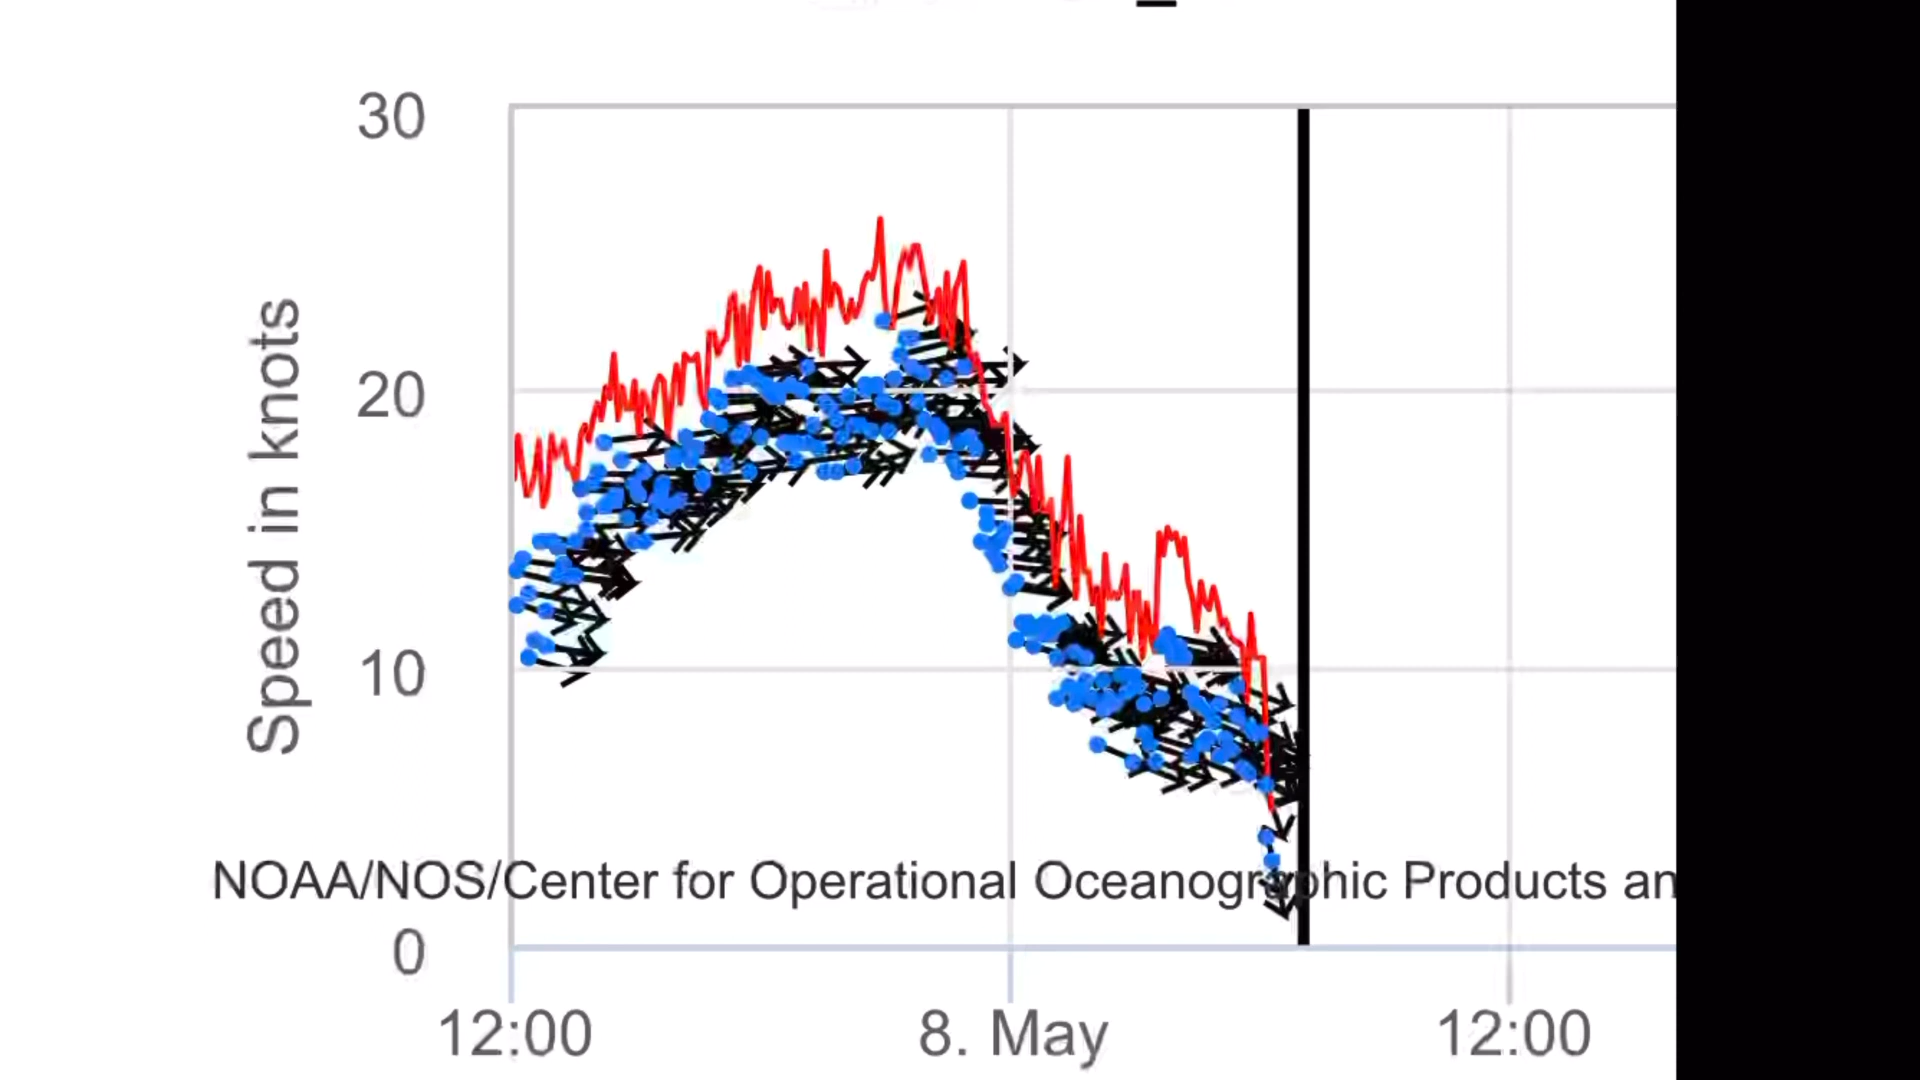 30
20
10
0
Speed in knots
NOAA/NOS/Center for Operational Oceanographic Products an
12:00
8. May
12:00